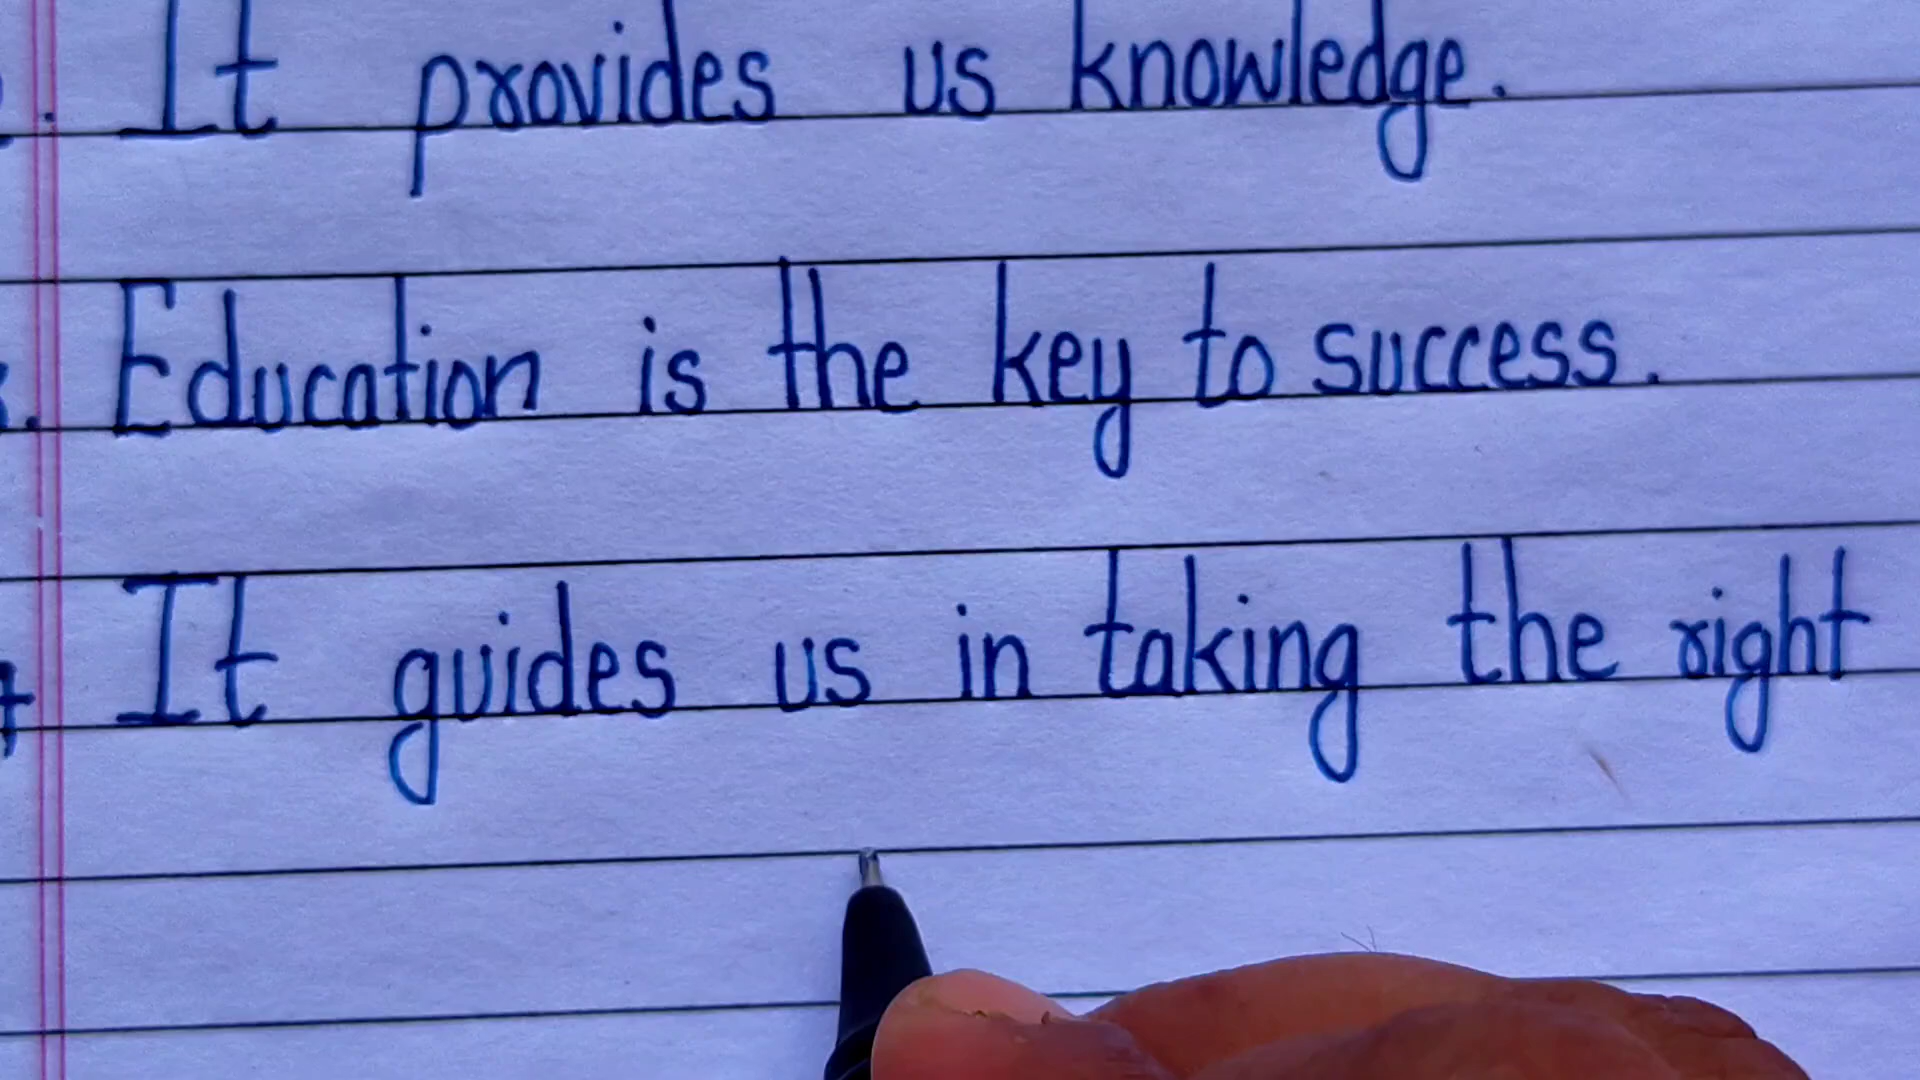 . It provides us knowledge.
. Education is the key to success.
It guides us in taking the right